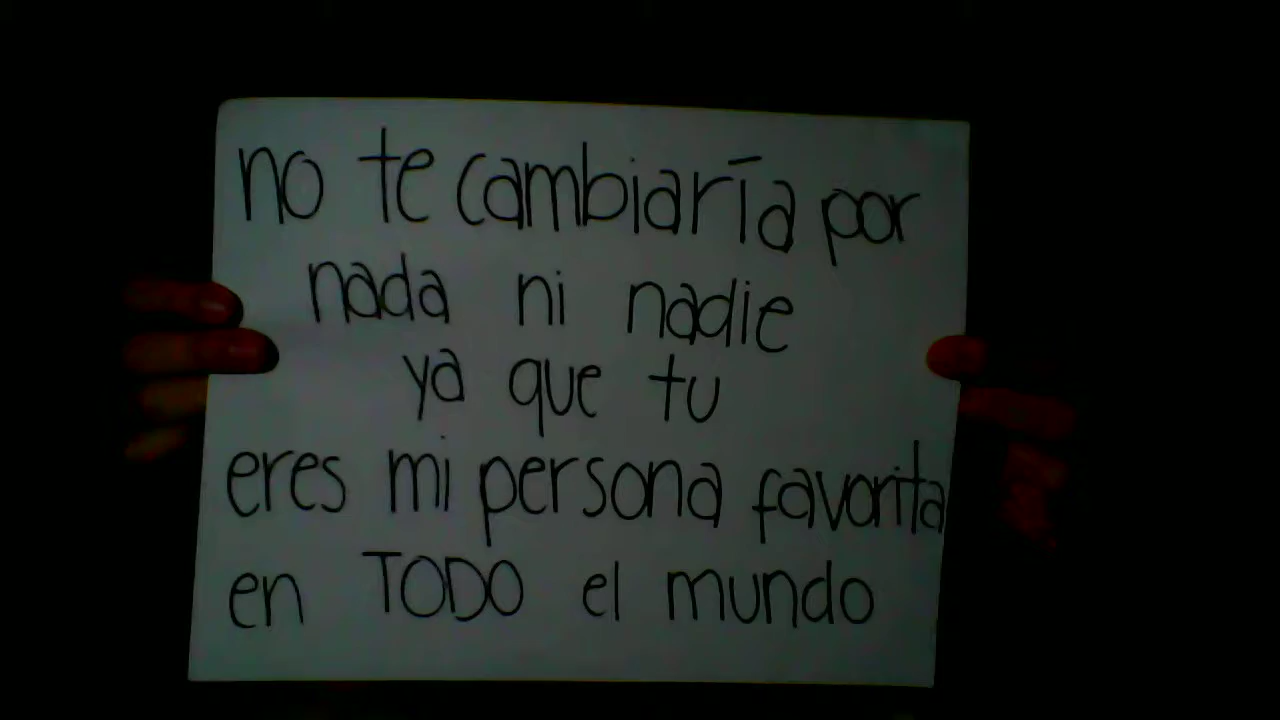 no te cambiaría por
nada ni nadie
ya que tu
eres mi persona favorita
en TODO el mundo